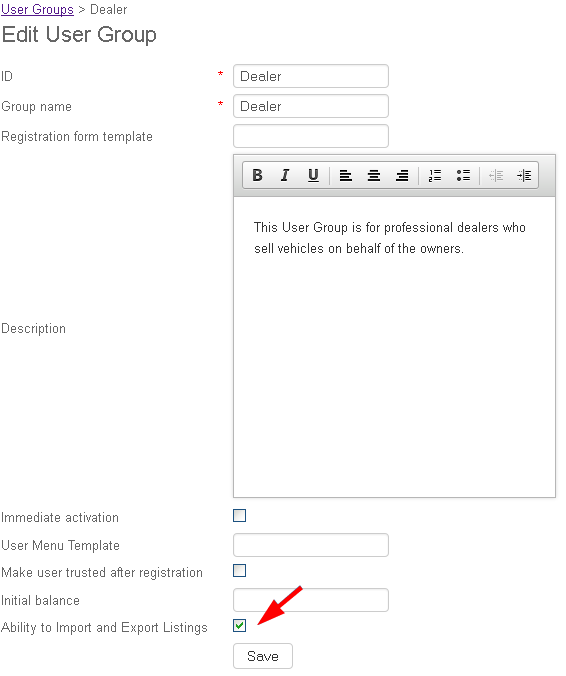 User Groups > Dealer
Edit User Group
ID * Dealer
Group name * Dealer
Registration form template
B I U
This User Group is for professional dealers who
sell vehicles on behalf of the owners.
Description
Immediate activation
User Menu Template
Make user trusted after registration
Initial balance
Ability to Import and Export Listings
Save